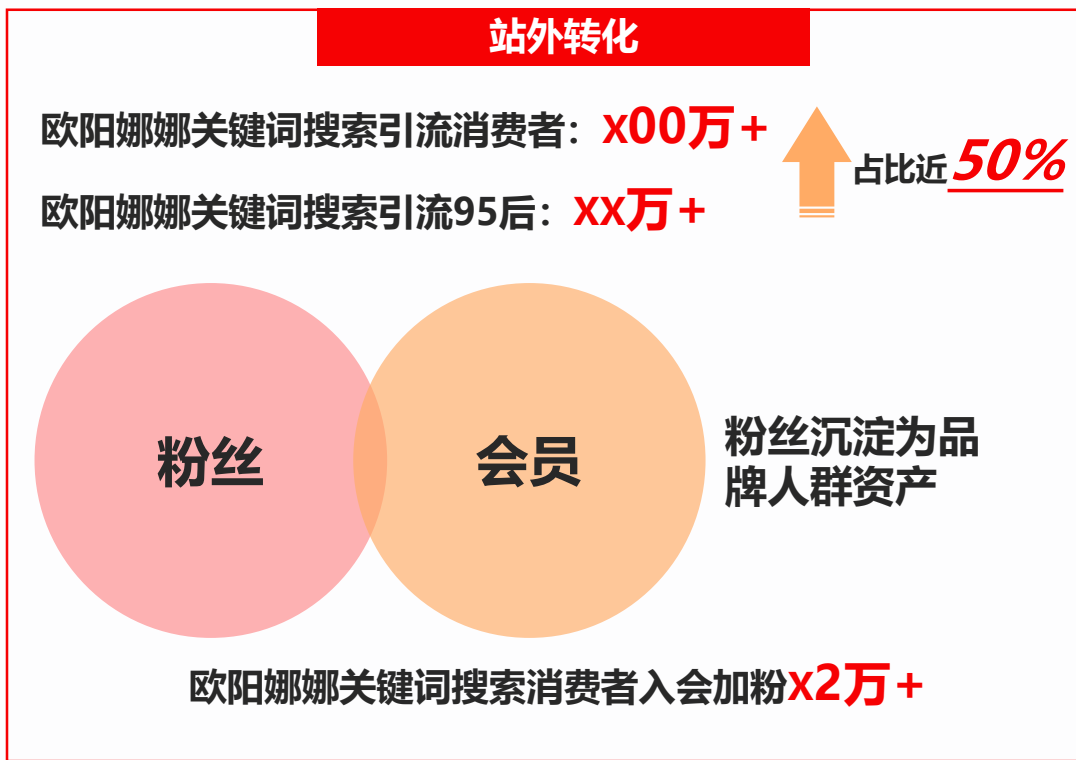 站外转化
欧阳娜娜关键词搜索引流消费者：X00万+
占比近50%
欧阳娜娜关键词搜索引流95后：XX万+
粉丝
会员
粉丝沉淀为品
牌人群资产
欧阳娜娜关键词搜索消费者入会加粉X2万+